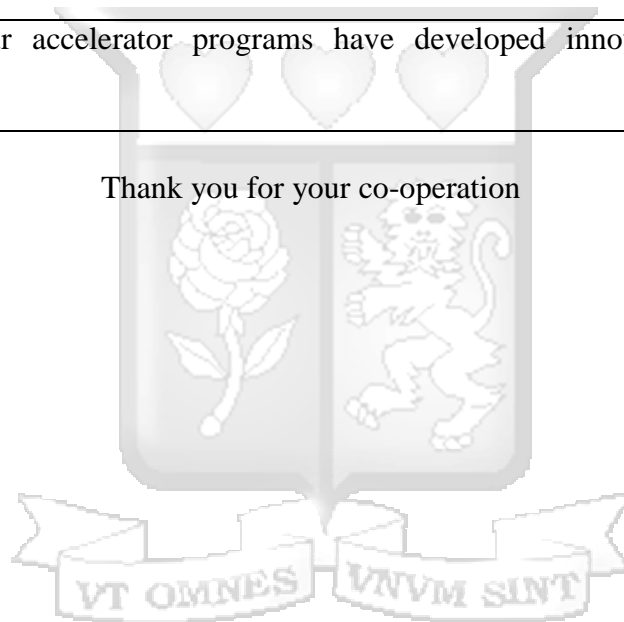 r accelerator programs have developed inno
Thank you for your co-operation
VT OMNES VNVM SINT